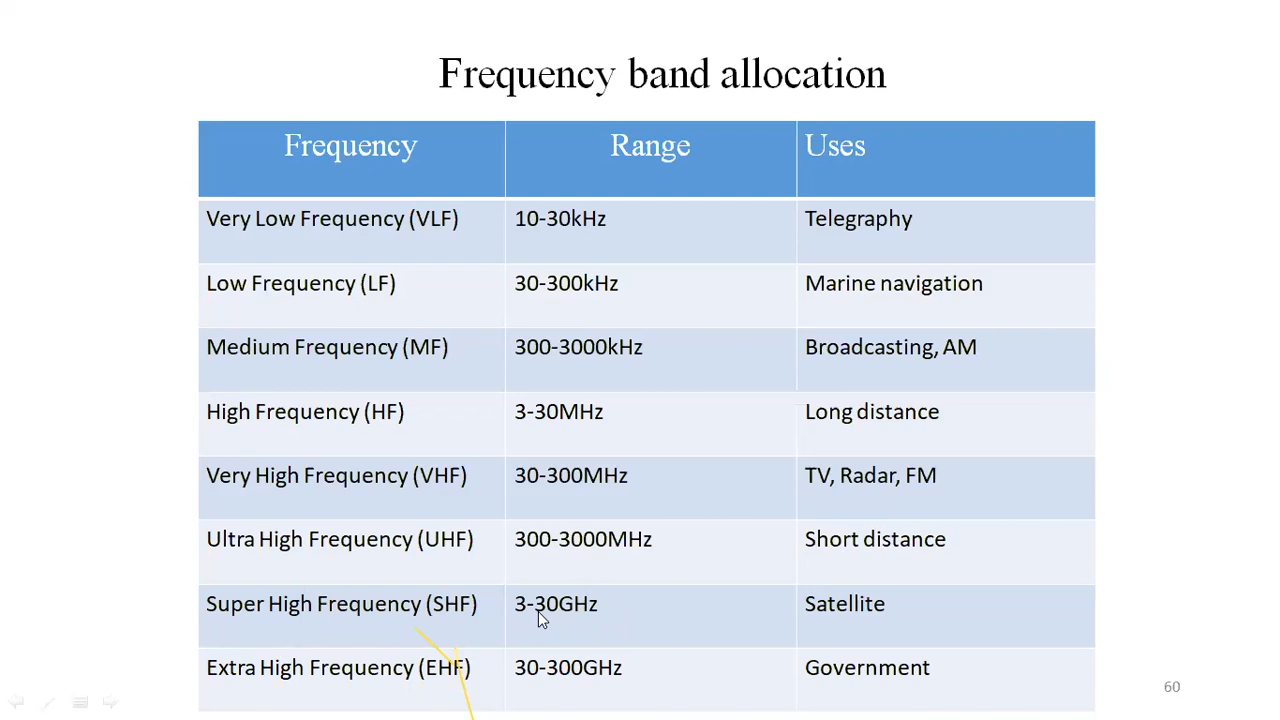 Frequency band allocation
Frequency Range Uses
Very Low Frequency (VLF) 10-30kHz Telegraphy
Low Frequency (LF) 30-300kHz Marine navigation
Medium Frequency (MF) 300-3000kHz Broadcasting, AM
High Frequency (HF) 3-30MHz Long distance
Very High Frequency (VHF) 30-300MHz TV, Radar, FM
Ultra High Frequency (UHF) 300-3000MHz Short distance
Super High Frequency (SHF) 3-30GHz Satellite
Extra High Frequency (EHF) 30-300GHz Government
60